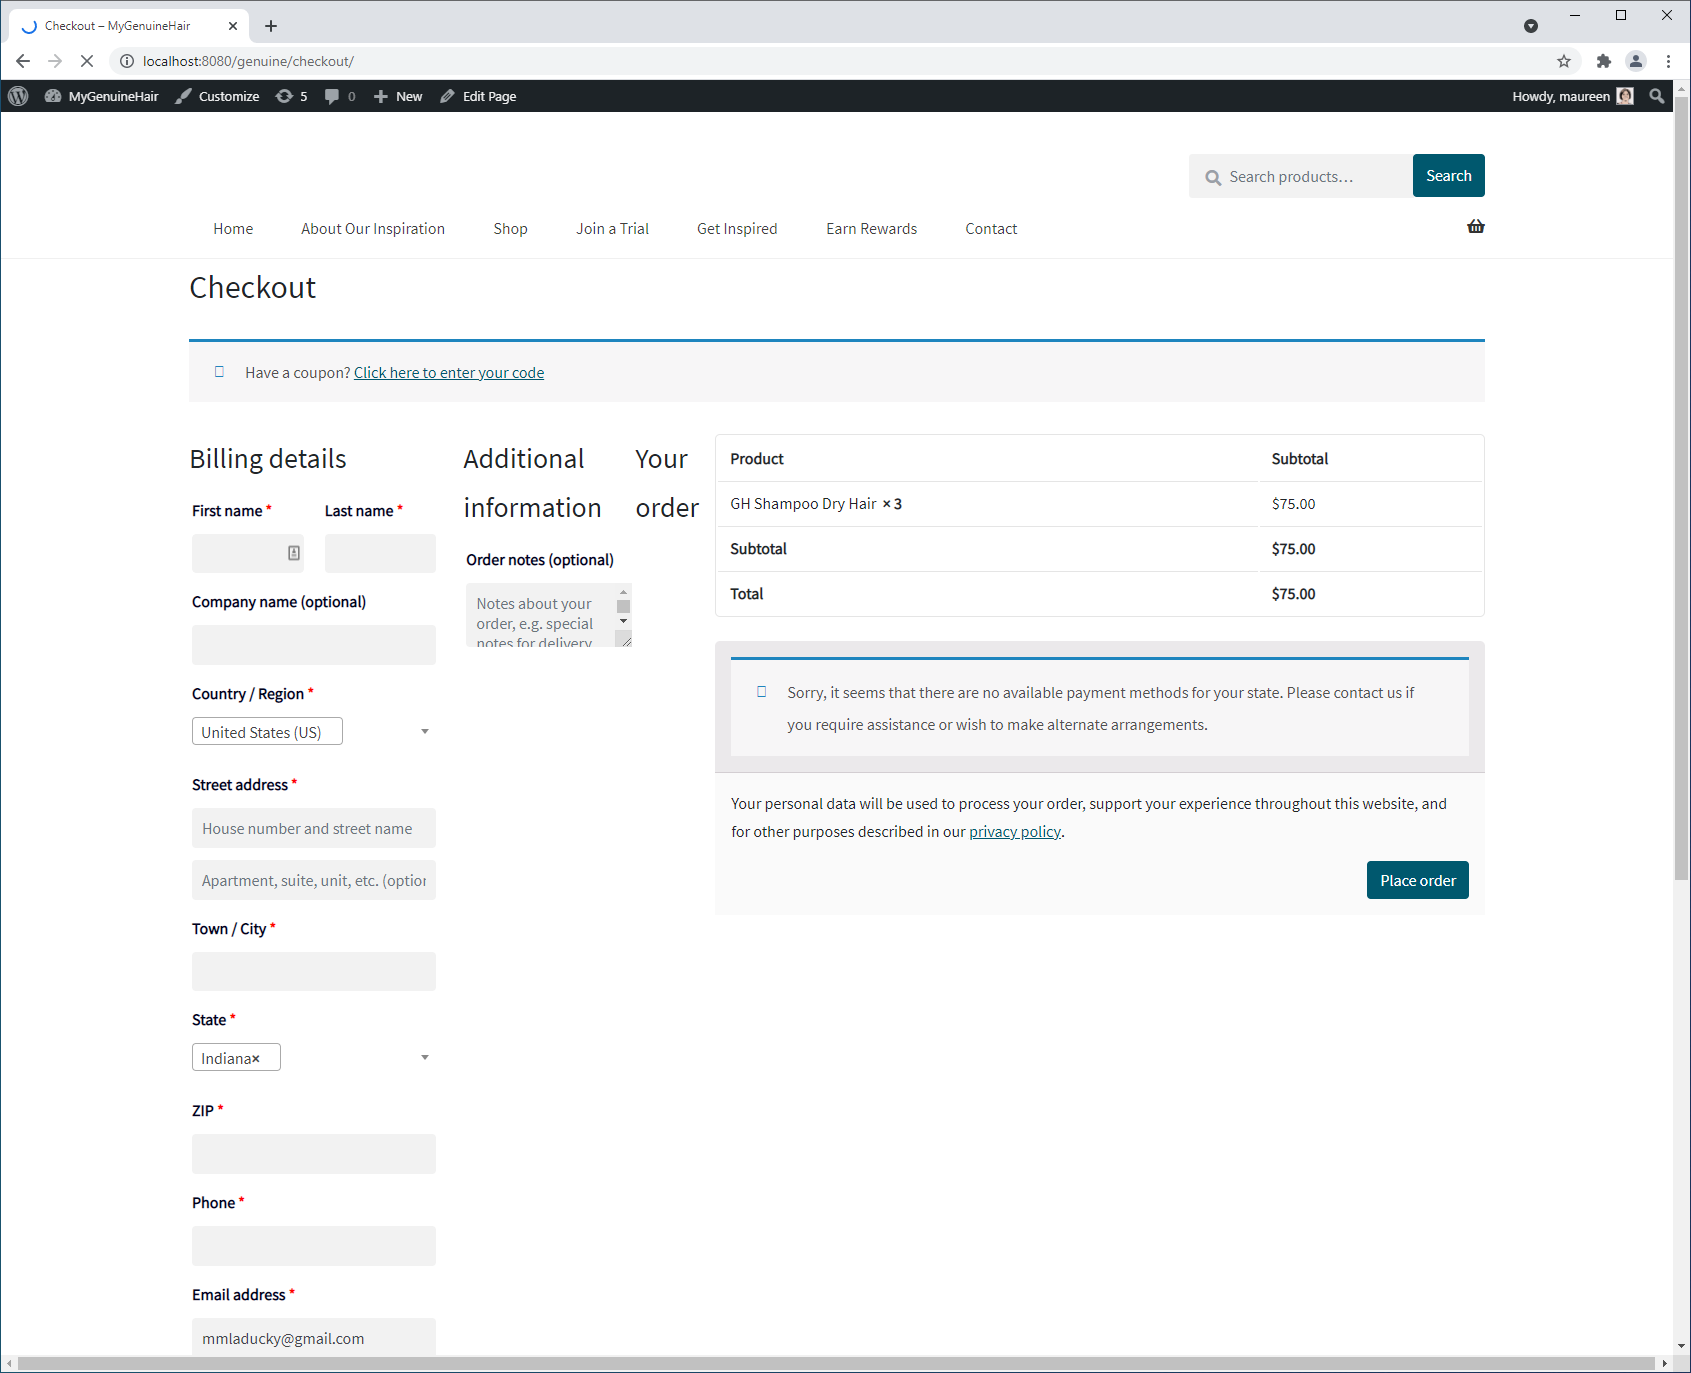 Checkout – MyGenuineHair
localhost:8080/genuine/checkout/
MyGenuineHair Customize 5 0 New Edit Page Howdy, maureen
Search products… Search
Home About Our Inspiration Shop Join a Trial Get Inspired Earn Rewards Contact
Checkout
Have a coupon? Click here to enter your code
Billing details
First name * Last name *
Company name (optional)
Country / Region *
United States (US)
Street address *
House number and street name
Apartment, suite, unit, etc. (option
Town / City *
State *
Indiana×
ZIP *
Phone *
Email address *
mmladucky@gmail.com
Additional
information
Order notes (optional)
Notes about your
order, e.g. special
notes for delivery
Your
order
Product Subtotal
GH Shampoo Dry Hair × 3 $75.00
Subtotal $75.00
Total $75.00
Sorry, it seems that there are no available payment methods for your state. Please contact us if
you require assistance or wish to make alternate arrangements.
Your personal data will be used to process your order, support your experience throughout this website, and
for other purposes described in our privacy policy.
Place order